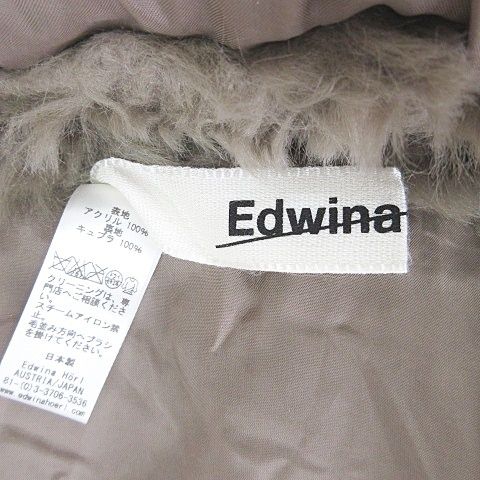 Edwina
表地
アクリル 100%
裏地
キュプラ 100%
クリーニングは、専
門店へご相談くださ
い。
スチームアイロン禁
止。
毛並み方向へブラシ
を掛けてください。
日本製
Edwina Hörl
AUSTRIA/JAPAN
81-(0)3-3706-3536
www.edwinahoerl.com